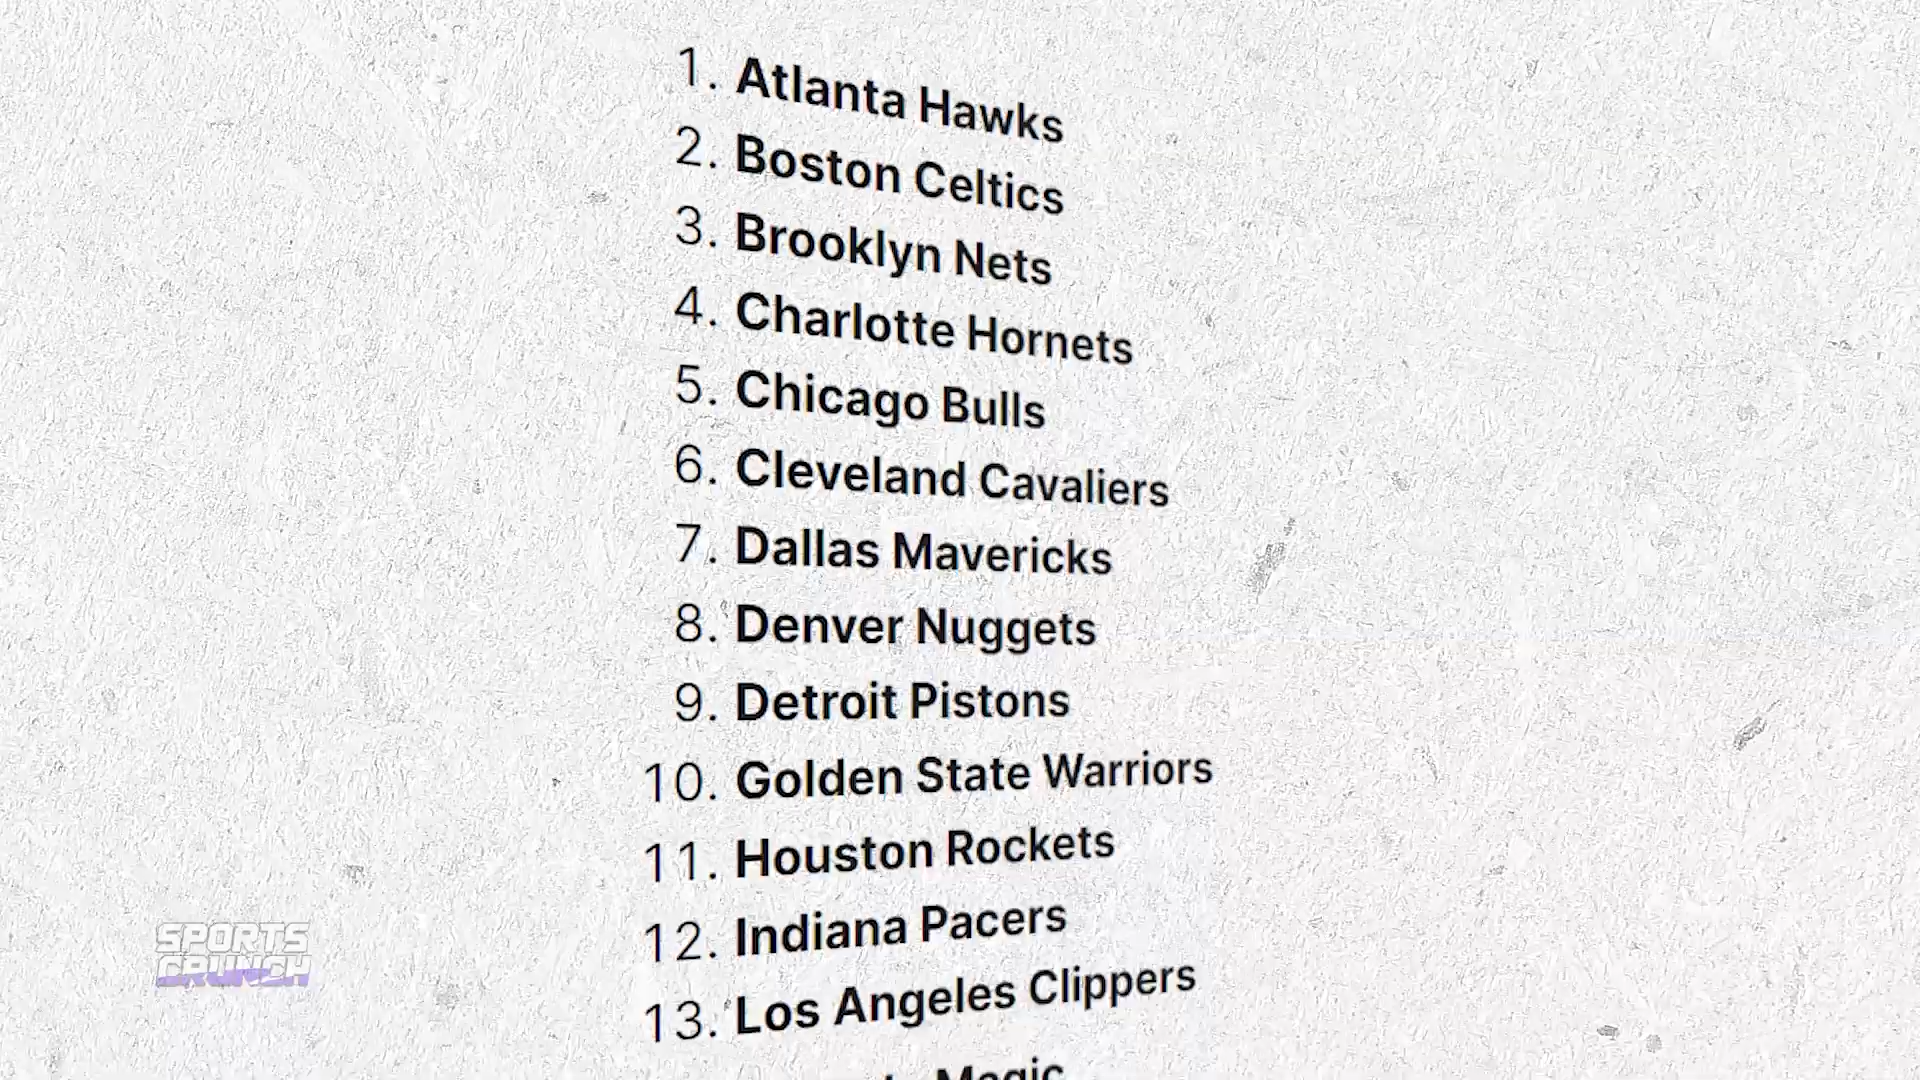 1. Atlanta Hawks
2. Boston Celtics
3. Brooklyn Nets
4. Charlotte Hornets
5. Chicago Bulls
6. Cleveland Cavaliers
7. Dallas Mavericks
8. Denver Nuggets
9. Detroit Pistons
10. Golden State Warriors
11. Houston Rockets
12. Indiana Pacers
13. Los Angeles Clippers
Magic
SPORTS
CRUNCH